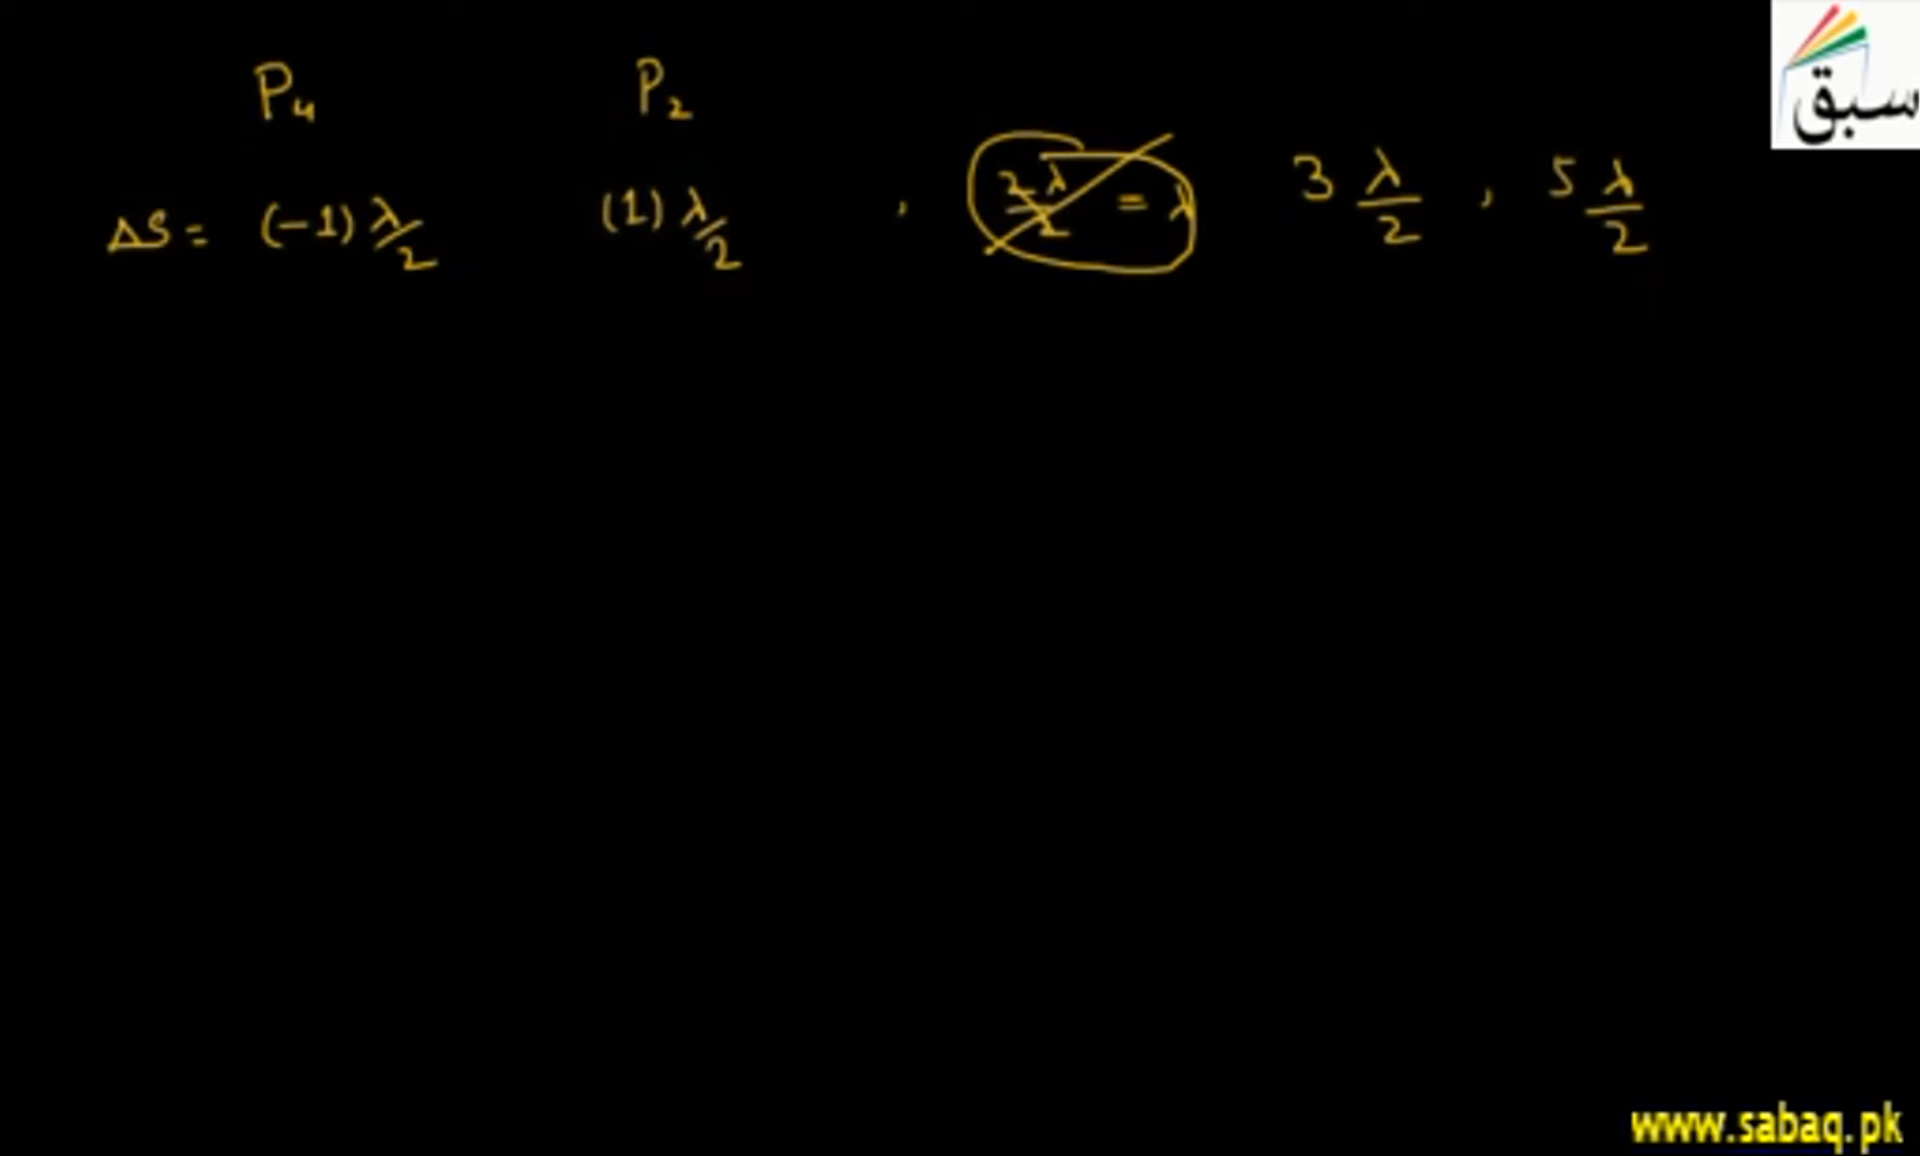 P₄ P₂
ΔS = (-1) λ/2 (1) λ/2 , 2λ/2 = λ 3 λ/2 , 5 λ/2
سبق
www.sabaq.pk